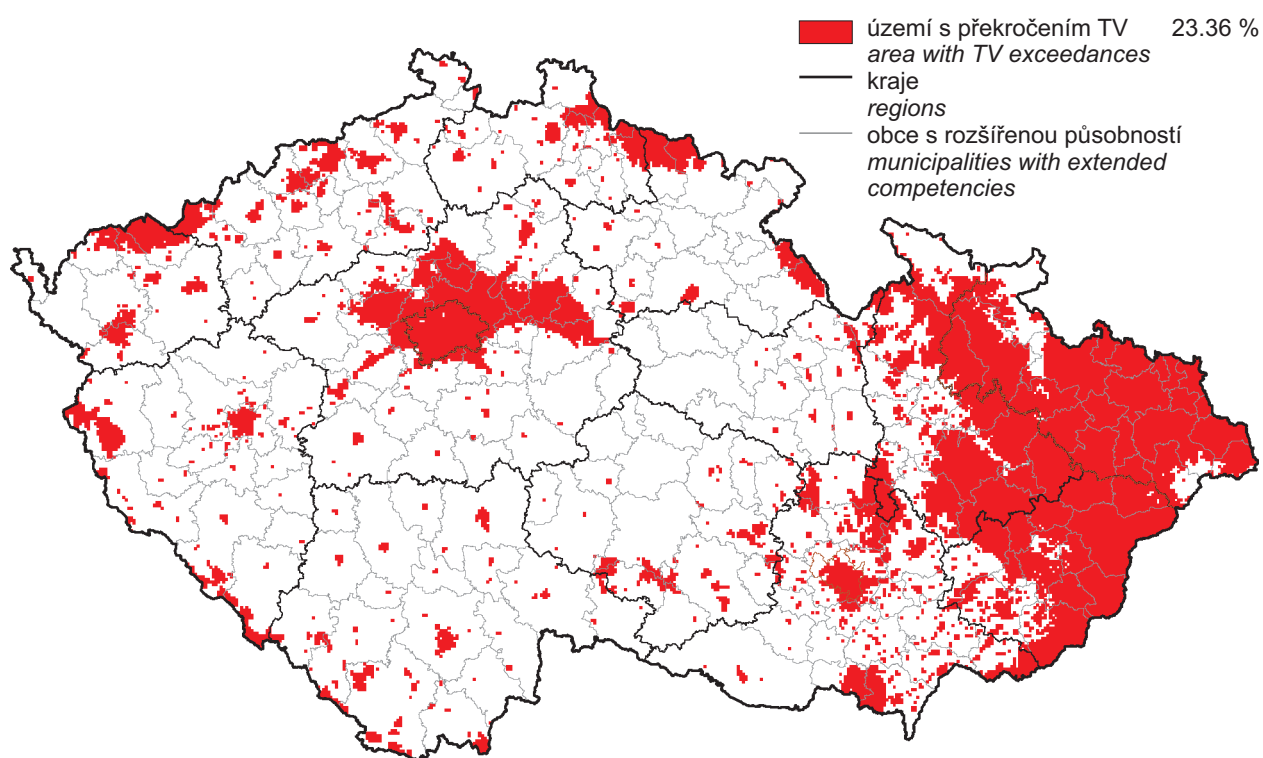 území s překročením TV 23.36 %
area with TV exceedances
kraje
regions
obce s rozšířenou působností
municipalities with extended
competencies